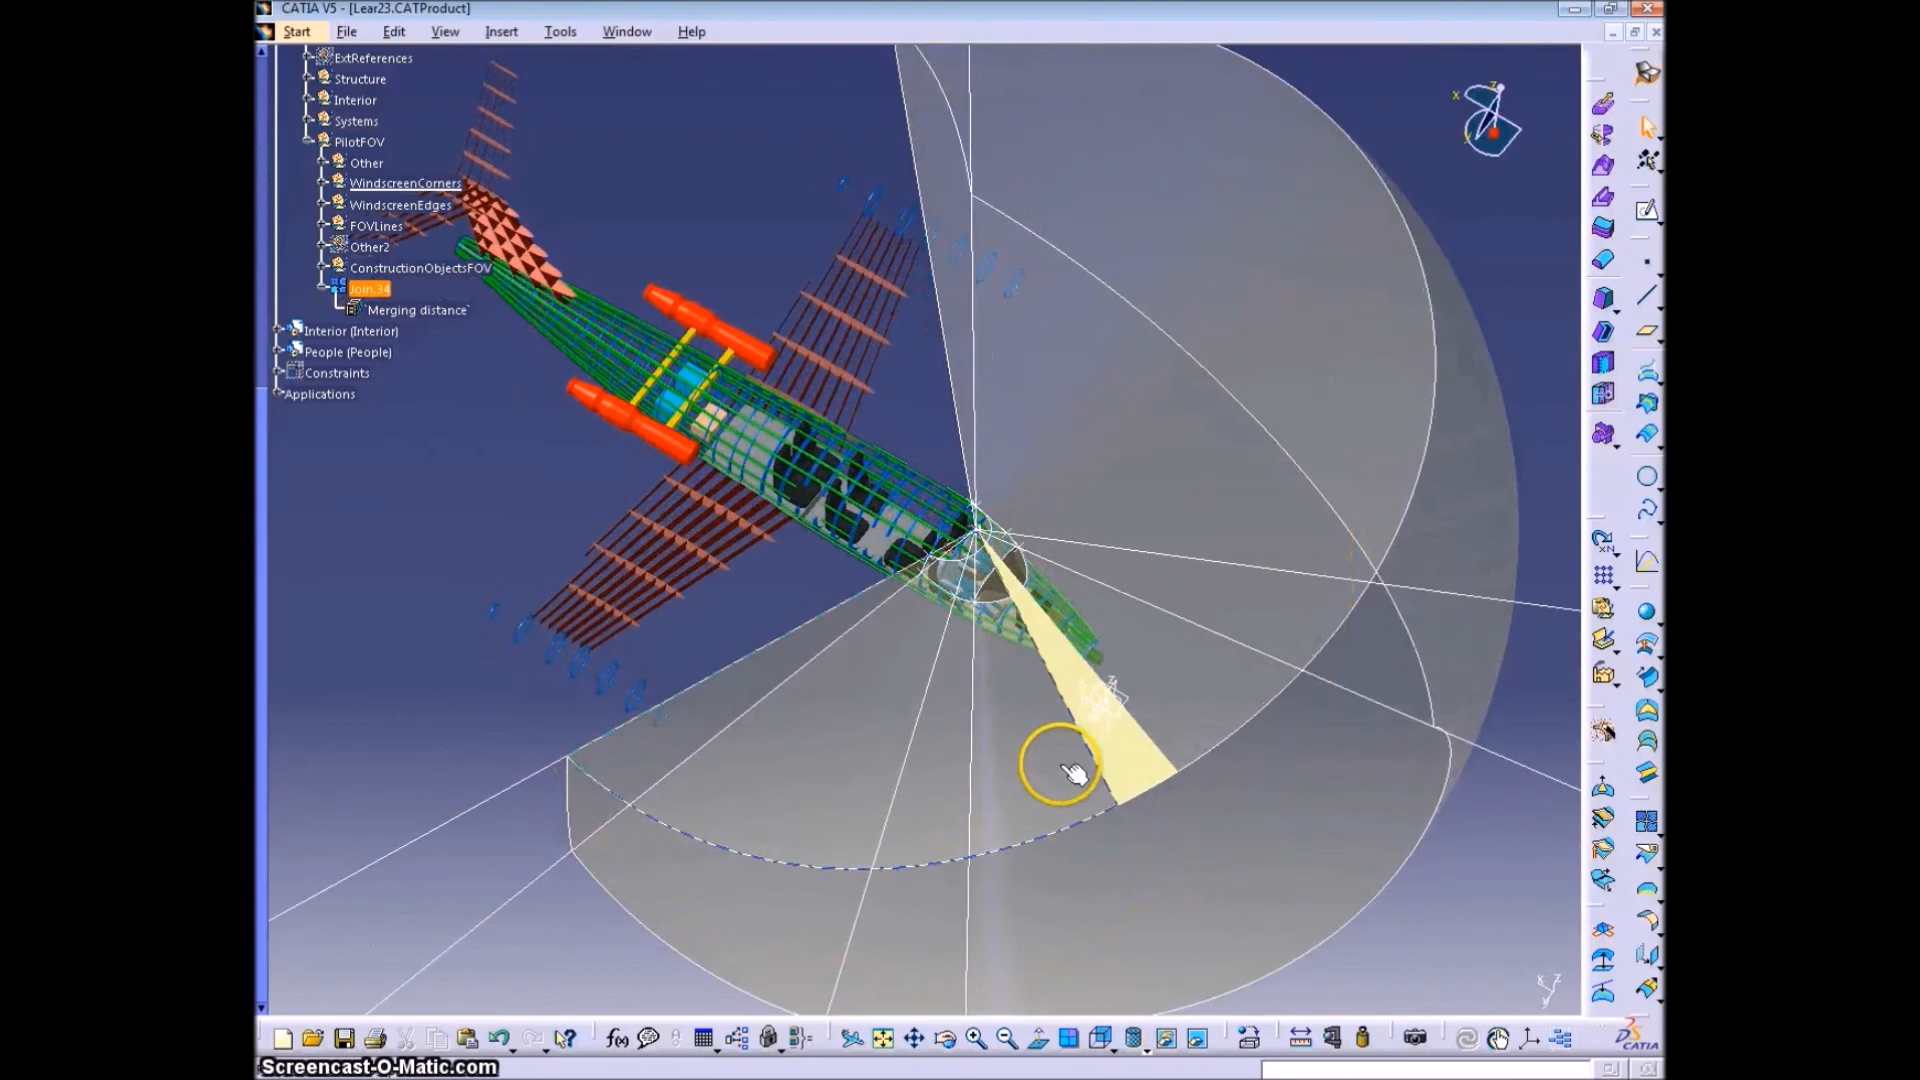 CATIA V5 - [Lear23.CATProduct]
Start File Edit View Insert Tools Window Help
ExtReferences
Structure
Interior
Systems
PilotFOV
Other
WindscreenCorners
WindscreenEdges
FOVLines
Other2
ConstructionObjectsFOV
Join.34
`Merging distance`
Interior (Interior)
People (People)
Constraints
Applications
x
z
y
z
x
z
y
f(x)
CATIA
Screencast-O-Matic.com